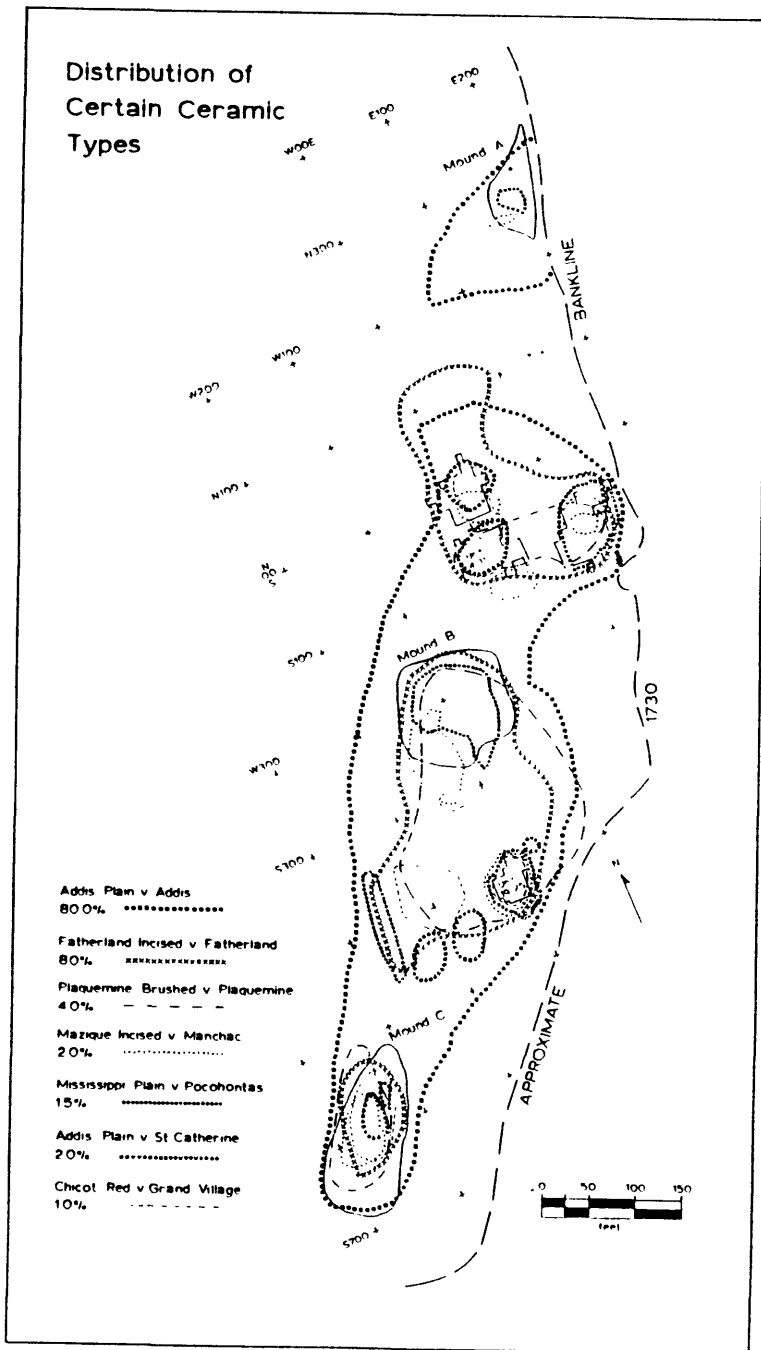 Distribution of
Certain Ceramic
Types
E200
E100
W00E
Mound A
N300
BANKLINE
W100
W200
N100
N
00
S
Mound B
S100
1730
W300
S300
N
Addis Plain v Addis
80.0% 
Fatherland Incised v Fatherland
8.0%
Plaquemine Brushed v Plaquemine
4.0%
Mazique Incised v Manchac
2.0%
Mississippi Plain v Pocohontas
1.5%
Addis Plain v St Catherine
2.0%
Chicot Red v Grand Village
1.0%
Mound C
APPROXIMATE
0 25 50 100 150
feet
S700